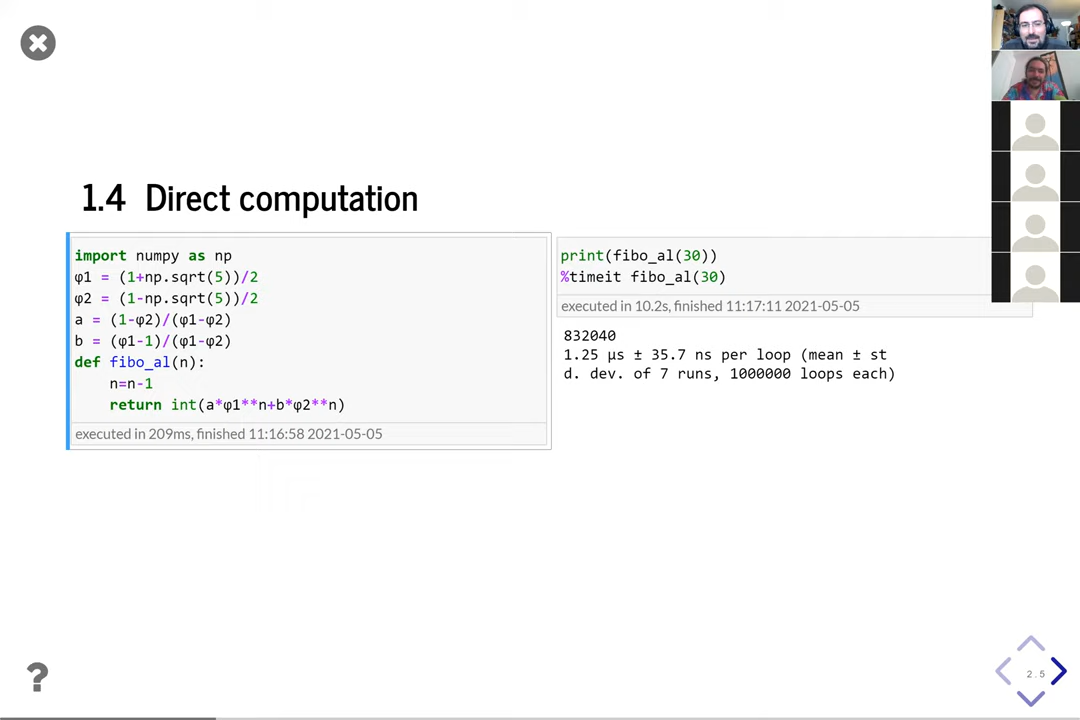 1.4 Direct computation
import numpy as np
φ1 = (1+np.sqrt(5))/2
φ2 = (1-np.sqrt(5))/2
a = (1-φ2)/(φ1-φ2)
b = (φ1-1)/(φ1-φ2)
def fibo_al(n):
    n=n-1
    return int(a*φ1**n+b*φ2**n)
executed in 209ms, finished 11:16:58 2021-05-05
print(fibo_al(30))
%timeit fibo_al(30)
executed in 10.2s, finished 11:17:11 2021-05-05
832040
1.25 µs ± 35.7 ns per loop (mean ± st
d. dev. of 7 runs, 1000000 loops each)
?
2.5